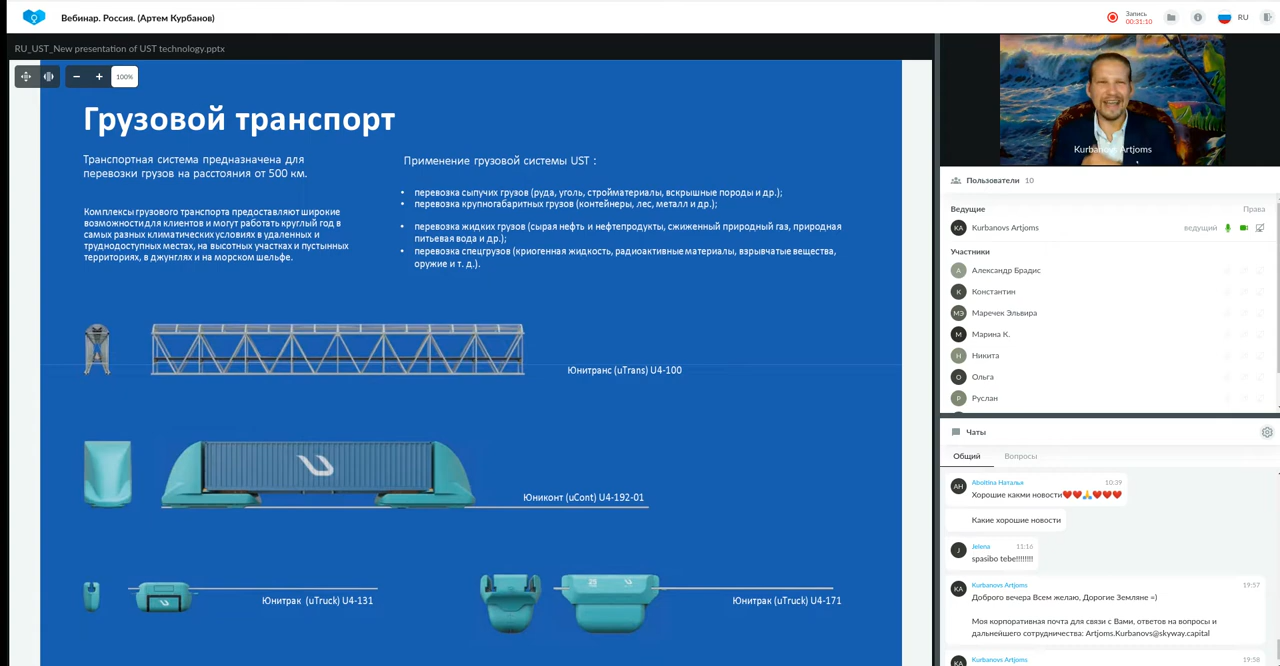 Вебинар. Россия. (Артем Курбанов)
Запись
00:31:10
RU
RU_UST_New presentation of UST technology.pptx
100%
Грузовой транспорт
Транспортная система предназначена для
перевозки грузов на расстояния от 500 км.
Комплексы грузового транспорта предоставляют широкие
возможности для клиентов и могут работать круглый год в
самых разных климатических условиях в удаленных и
труднодоступных местах, на высотных участках и пустынных
территориях, в джунглях и на морском шельфе.
Применение грузовой системы UST :
• перевозка сыпучих грузов (руда, уголь, стройматериалы, вскрышные породы и др.);
• перевозка крупногабаритных грузов (контейнеры, лес, металл и др.);
• перевозка жидких грузов (сырая нефть и нефтепродукты, сжиженный природный газ, природная
питьевая вода и др.);
• перевозка спецгрузов (криогенная жидкость, радиоактивные материалы, взрывчатые вещества,
оружие и т. д.).
Юнитранс (uTrans) U4-100
Юниконт (uCont) U4-192-01
Юнитрак (uTruck) U4-131
Юнитрак (uTruck) U4-171
Kurbanovs Artjoms
Пользователи 10
Ведущие Права
KA Kurbanovs Artjoms ведущий
Участники
А Александр Брадис
К Константин
МЭ Маречек Эльвира
М Марина К.
Н Никита
О Ольга
Р Руслан
Чаты
Общий Вопросы
АН Aboltina Наталья 10:39
Хорошие какми новости❤️❤️🙏❤️❤️❤️
Какие хорошие новости
J Jelena 11:16
spasibo tebe!!!!!!!!
KA Kurbanovs Artjoms 19:57
Доброго вечера Всем желаю, Дорогие Земляне =)
Моя корпоративная почта для связи с Вами, ответов на вопросы и
дальнейшего сотрудничества: Artjoms.Kurbanovs@skyway.capital
KA Kurbanovs Artjoms 19:58